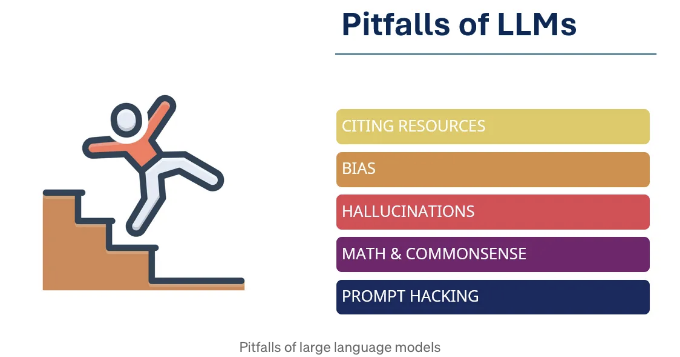 Pitfalls of LLMs
CITING RESOURCES
BIAS
HALLUCINATIONS
MATH & COMMONSENSE
PROMPT HACKING
Pitfalls of large language models